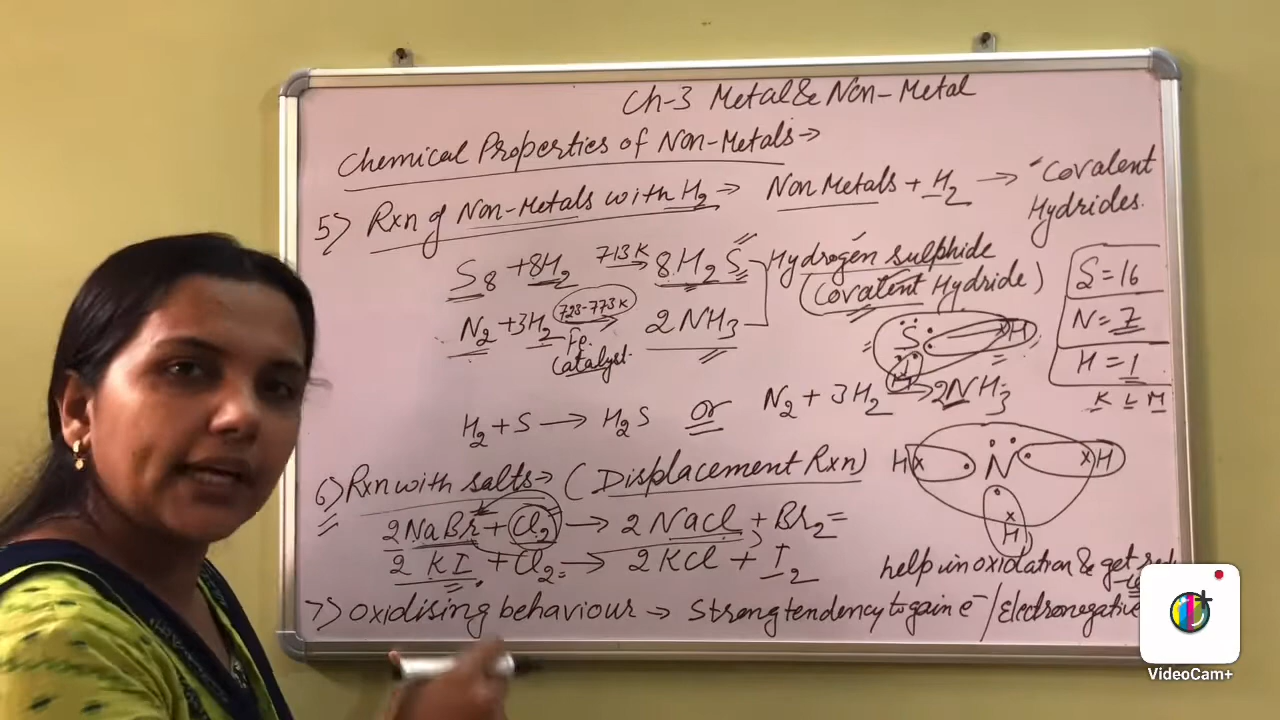 Ch-3 Metal & Non-Metal
Chemical Properties of Non-Metals →
5) Rxn of Non-Metals with H2 → Non Metals + H2 → Covalent
Hydrides.
S8 + 8H2 713 K → 8H2S Hydrogen sulphide
(Covalent Hydride)
N2 + 3H2 723-773K → 2NH3
Fe.
Catalyst.
S = 16
N = 7
H = 1
K L M
S H
H
H2 + S → H2S or N2 + 3H2 → 2NH3
H N H
H
6) Rxn with salts → (Displacement Rxn)
2NaBr + Cl2 → 2NaCl + Br2
2KI + Cl2 → 2KCl + I2
help in oxidation & get
7) Oxidising behaviour → Strong tendency to gain e- / Electronegative
VideoCam+